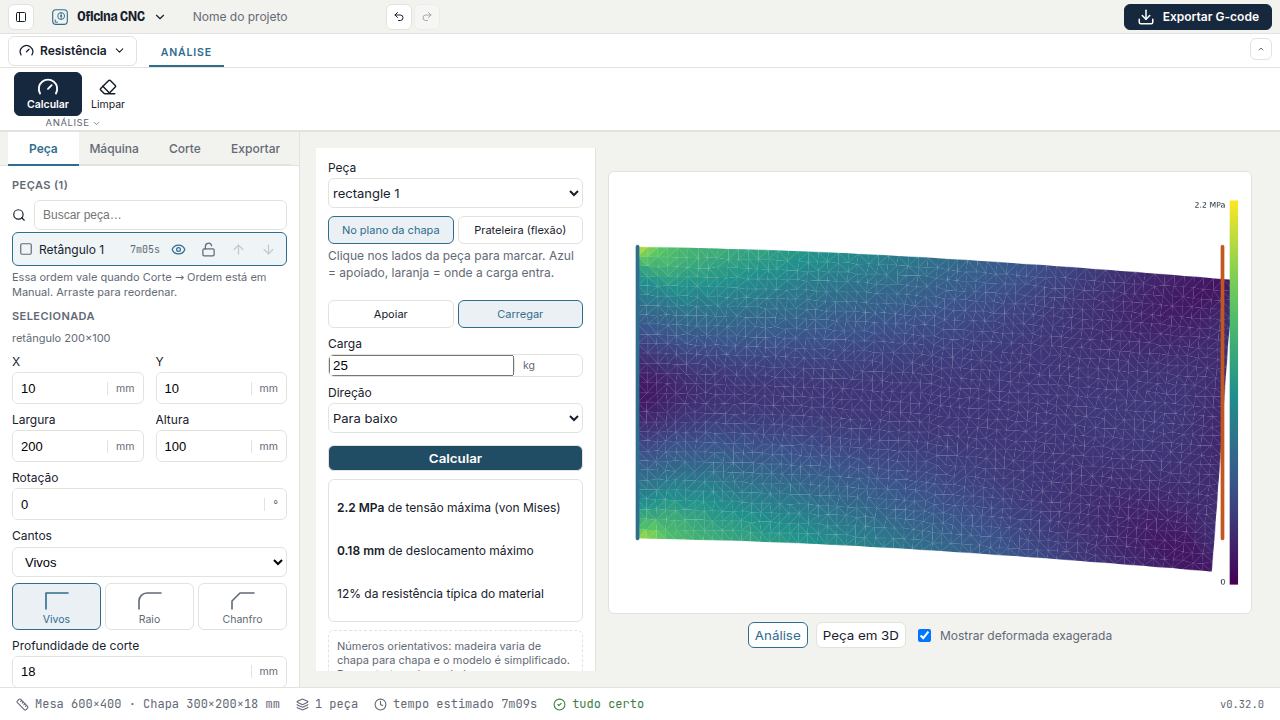 Oficina CNC
Nome do projeto
Exportar G-code
Resistência
ANÁLISE
Calcular
Limpar
ANÁLISE
Peça
Máquina
Corte
Exportar
PEÇAS (1)
Buscar peça…
Retângulo 1
7m05s
Essa ordem vale quando Corte → Ordem está em
Manual. Arraste para reordenar.
SELECIONADA
retângulo 200×100
X
Y
10 mm
10 mm
Largura
Altura
200 mm
100 mm
Rotação
0 °
Cantos
Vivos
Vivos
Raio
Chanfro
Profundidade de corte
18 mm
Peça
rectangle 1
No plano da chapa
Prateleira (flexão)
Clique nos lados da peça para marcar. Azul
= apoiado, laranja = onde a carga entra.
Apoiar
Carregar
Carga
25 kg
Direção
Para baixo
Calcular
2.2 MPa de tensão máxima (von Mises)
0.18 mm de deslocamento máximo
12% da resistência típica do material
Números orientativos: madeira varia de
chapa para chapa e o modelo é simplificado.
2.2 MPa
0
Análise
Peça em 3D
Mostrar deformada exagerada
Mesa 600×400 · Chapa 300×200×18 mm
1 peça
tempo estimado 7m09s
tudo certo
v0.32.0